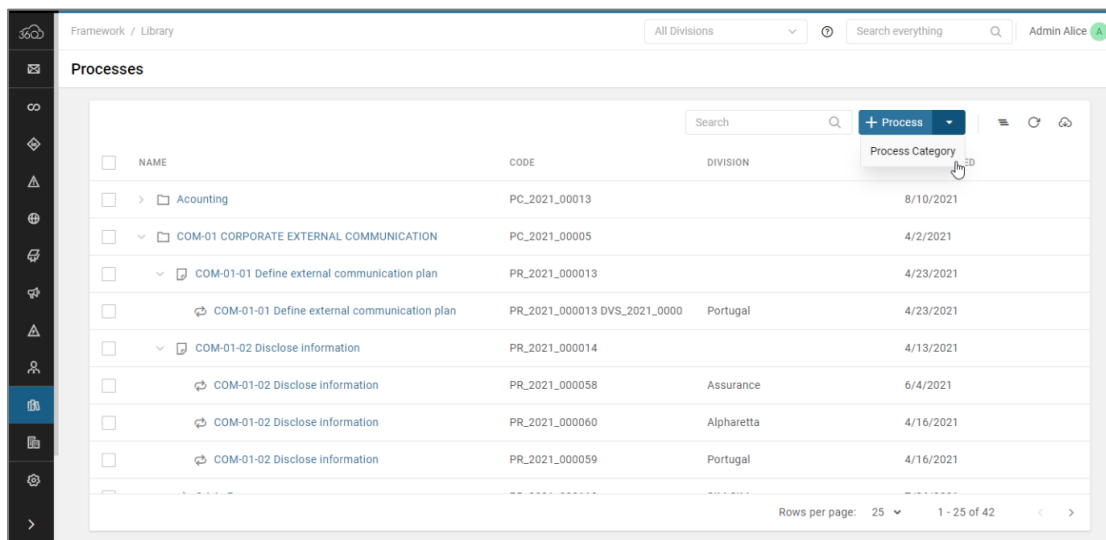 360
Framework / Library
All Divisions
Search everything
Admin Alice A
Processes
Search
+ Process
Process Category
NAME CODE DIVISION ED
Acounting PC_2021_00013 8/10/2021
COM-01 CORPORATE EXTERNAL COMMUNICATION PC_2021_00005 4/2/2021
COM-01-01 Define external communication plan PR_2021_000013 4/23/2021
COM-01-01 Define external communication plan PR_2021_000013 DVS_2021_0000 Portugal 4/23/2021
COM-01-02 Disclose information PR_2021_000014 4/13/2021
COM-01-02 Disclose information PR_2021_000058 Assurance 6/4/2021
COM-01-02 Disclose information PR_2021_000060 Alpharetta 4/16/2021
COM-01-02 Disclose information PR_2021_000059 Portugal 4/16/2021
Rows per page: 25 1 - 25 of 42